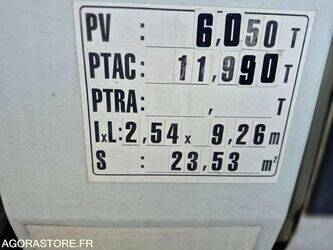 PV : 6,050 T
PTAC : 11,990 T
PTRA : , T
IxL: 2,54 x 9,26 m
S : 23,53 m²
AGORASTORE.FR